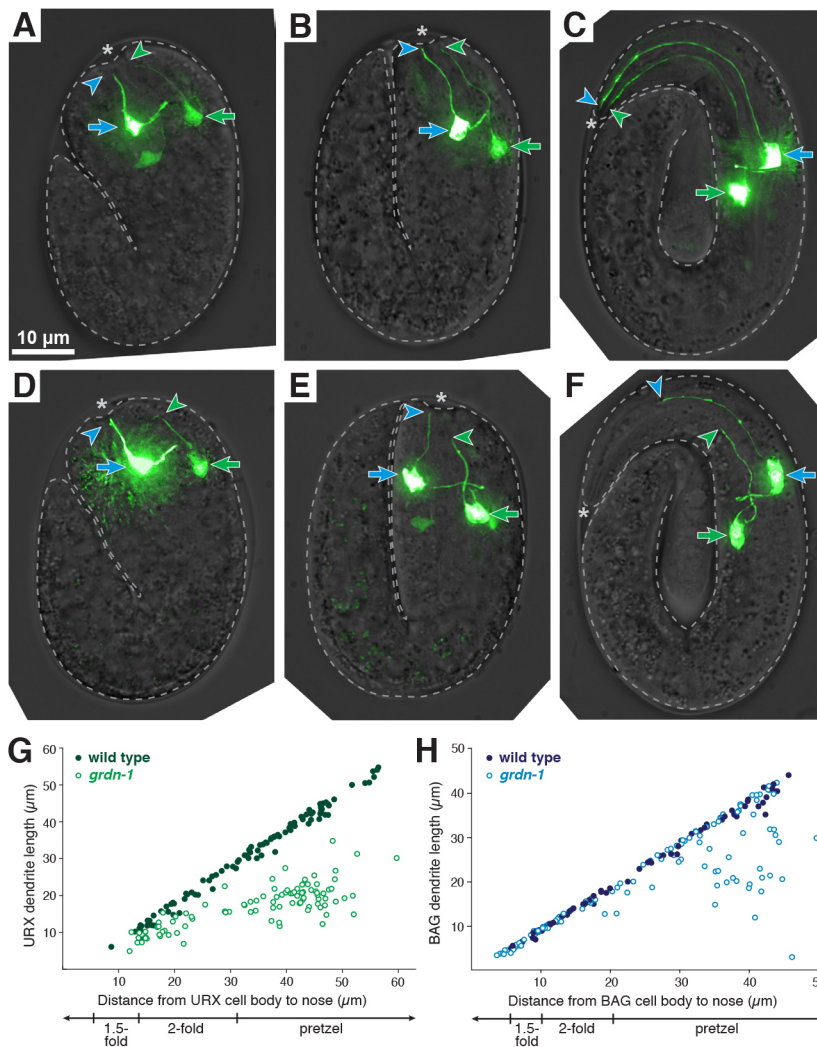 A
B
C
*
*
*
10 µm
D
E
F
*
*
*
G
H
wild type
grdn-1
wild type
grdn-1
60
50
40
30
20
10
URX dendrite length (µm)
10 20 30 40 50 60
Distance from URX cell body to nose (µm)
1.5-
fold
2-fold
pretzel
50
40
30
20
10
BAG dendrite length (µm)
10 20 30 40 5
Distance from BAG cell body to nose (µm)
1.5-
fold
2-fold
pretzel